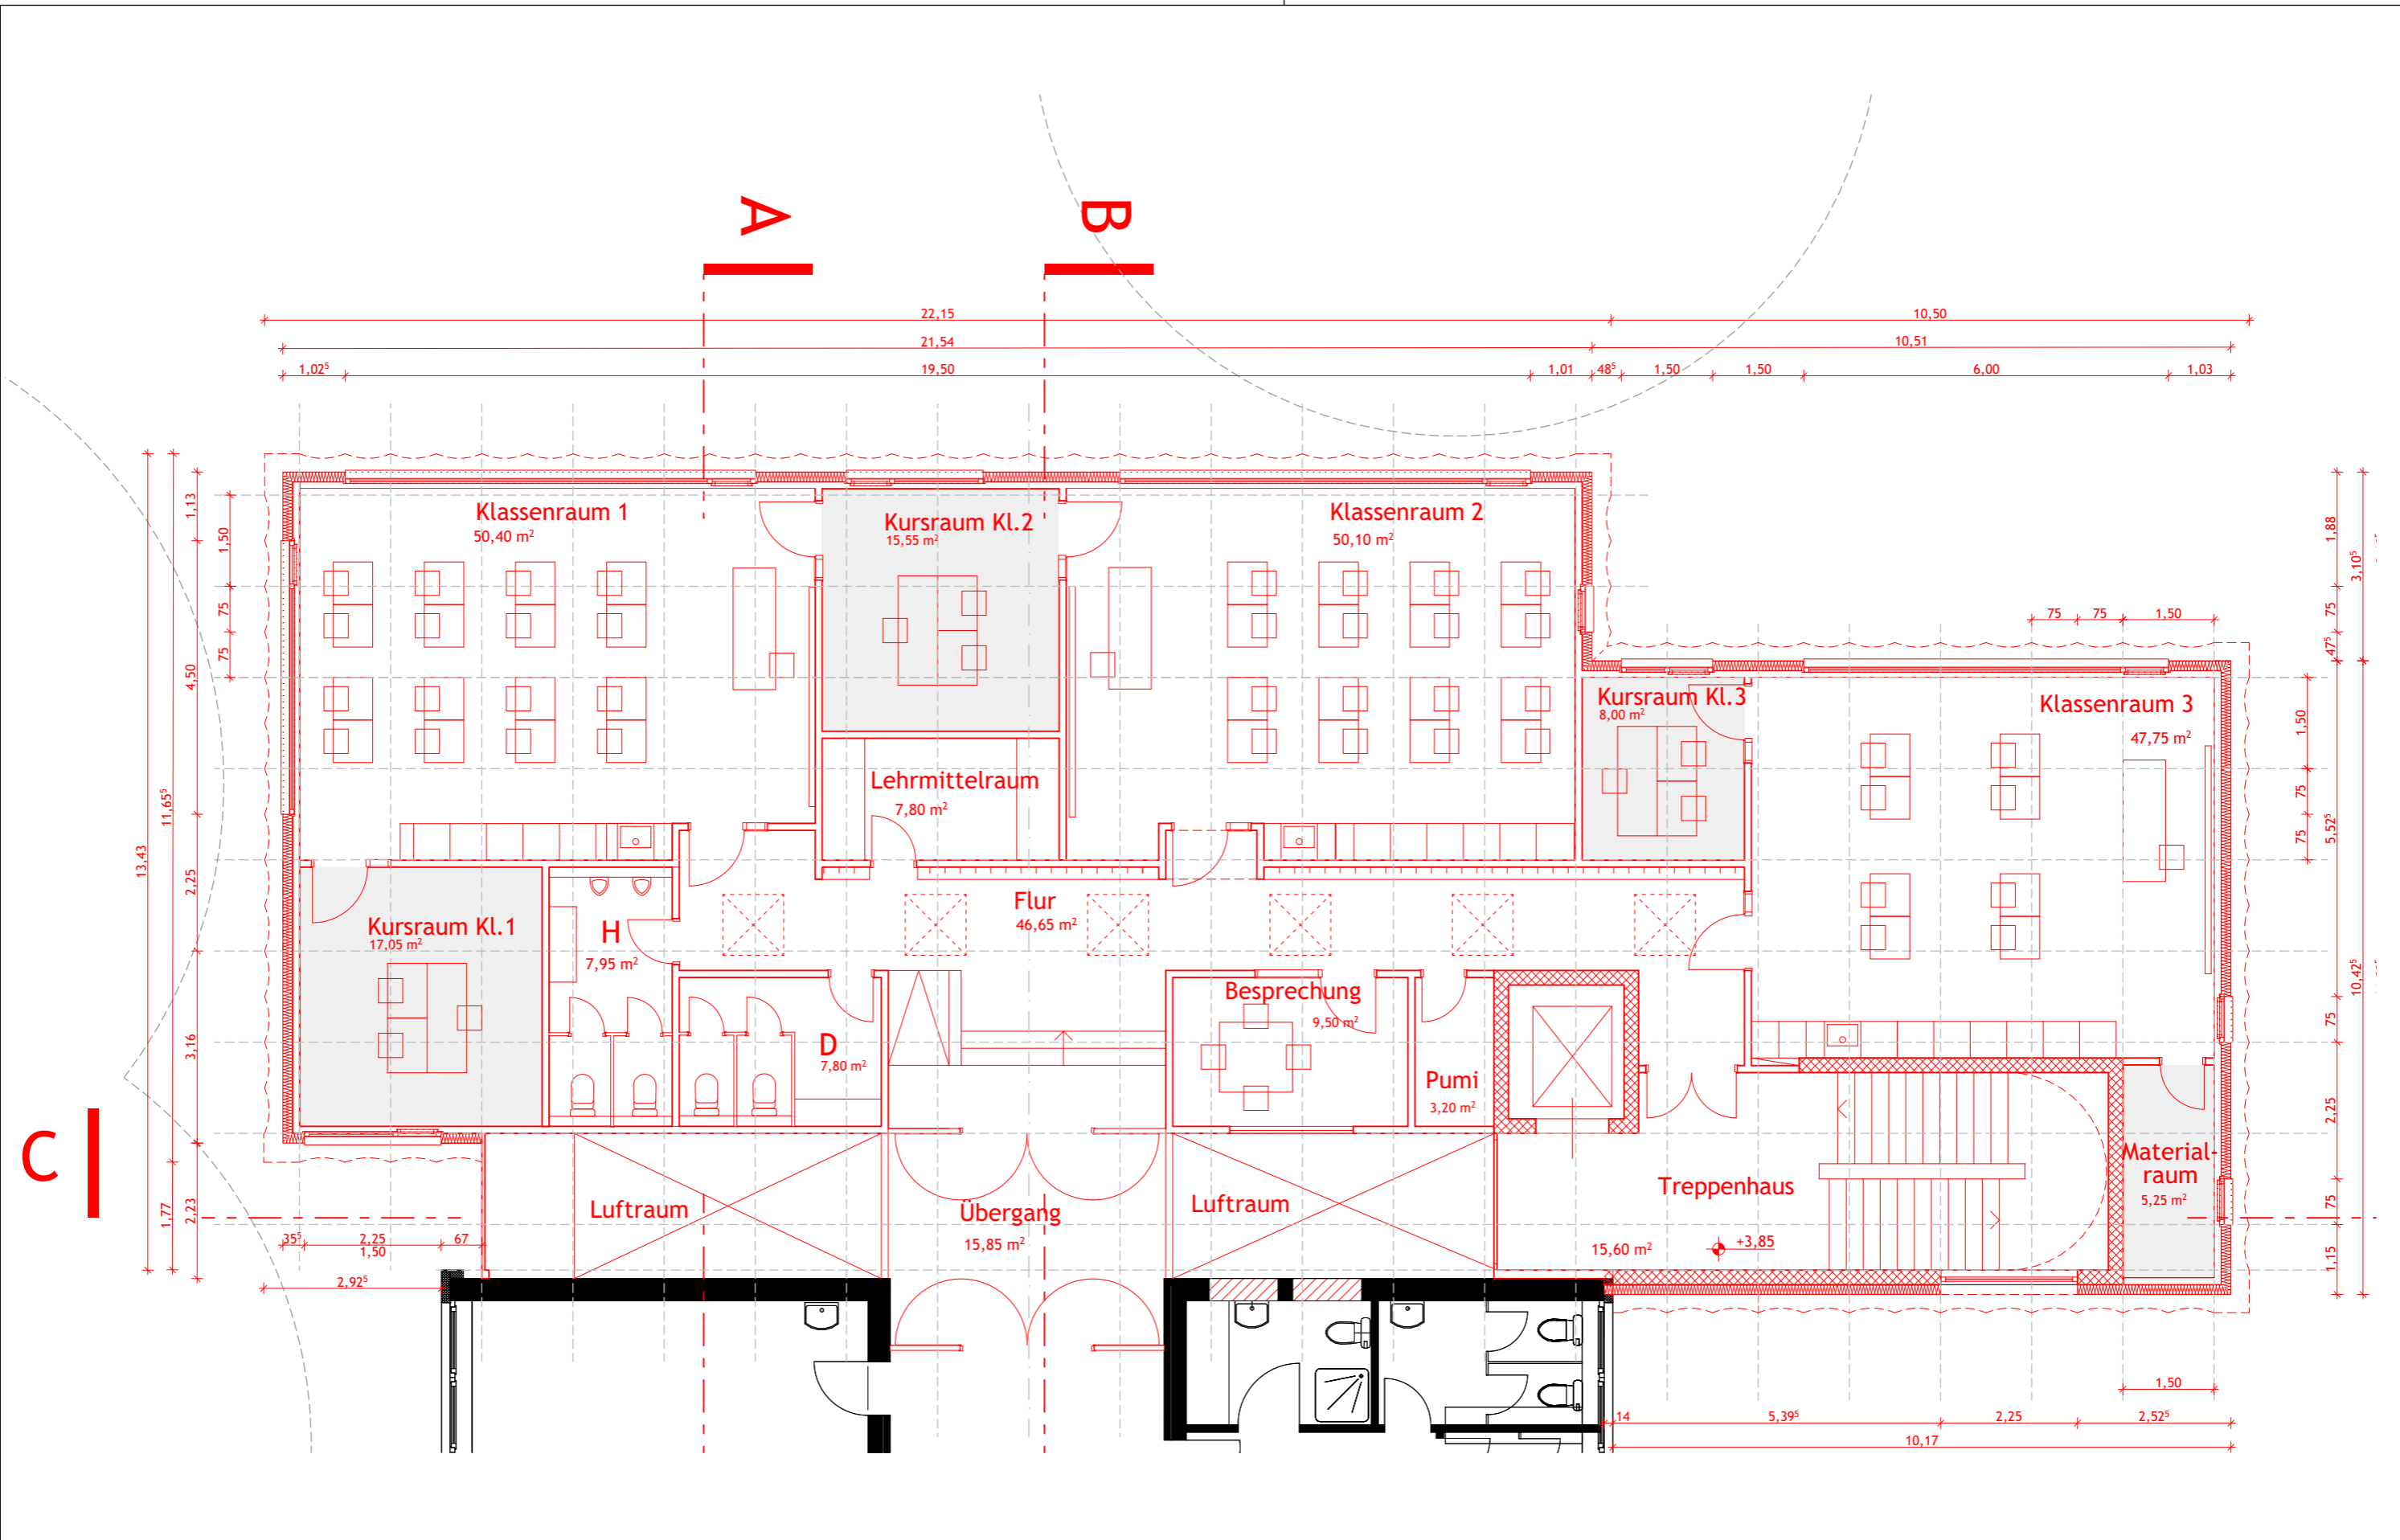 A
B
22,15
10,50
21,54
10,51
1,02⁵
19,50
1,01
48⁵
1,50
1,50
6,00
1,03
13,43
11,65⁵
1,77
1,13
4,50
2,25
3,16
2,23
1,50
75
75
Klassenraum 1
50,40 m²
Kursraum Kl.2
15,55 m²
Klassenraum 2
50,10 m²
1,88
75
47⁵
3,10⁵
75
75
1,50
Kursraum Kl.3
8,00 m²
Klassenraum 3
47,75 m²
1,50
75
75
5,52⁵
10,42⁵
75
2,25
75
1,15
Lehrmittelraum
7,80 m²
Flur
46,65 m²
Kursraum Kl.1
17,05 m²
H
7,95 m²
D
7,80 m²
Besprechung
9,50 m²
Pumi
3,20 m²
C
Luftraum
Übergang
15,85 m²
Luftraum
Treppenhaus
15,60 m²
+3,85
Material-
raum
5,25 m²
35⁵
2,25
1,50
67
2,92⁵
1,50
14
5,39⁵
2,25
2,52⁵
10,17